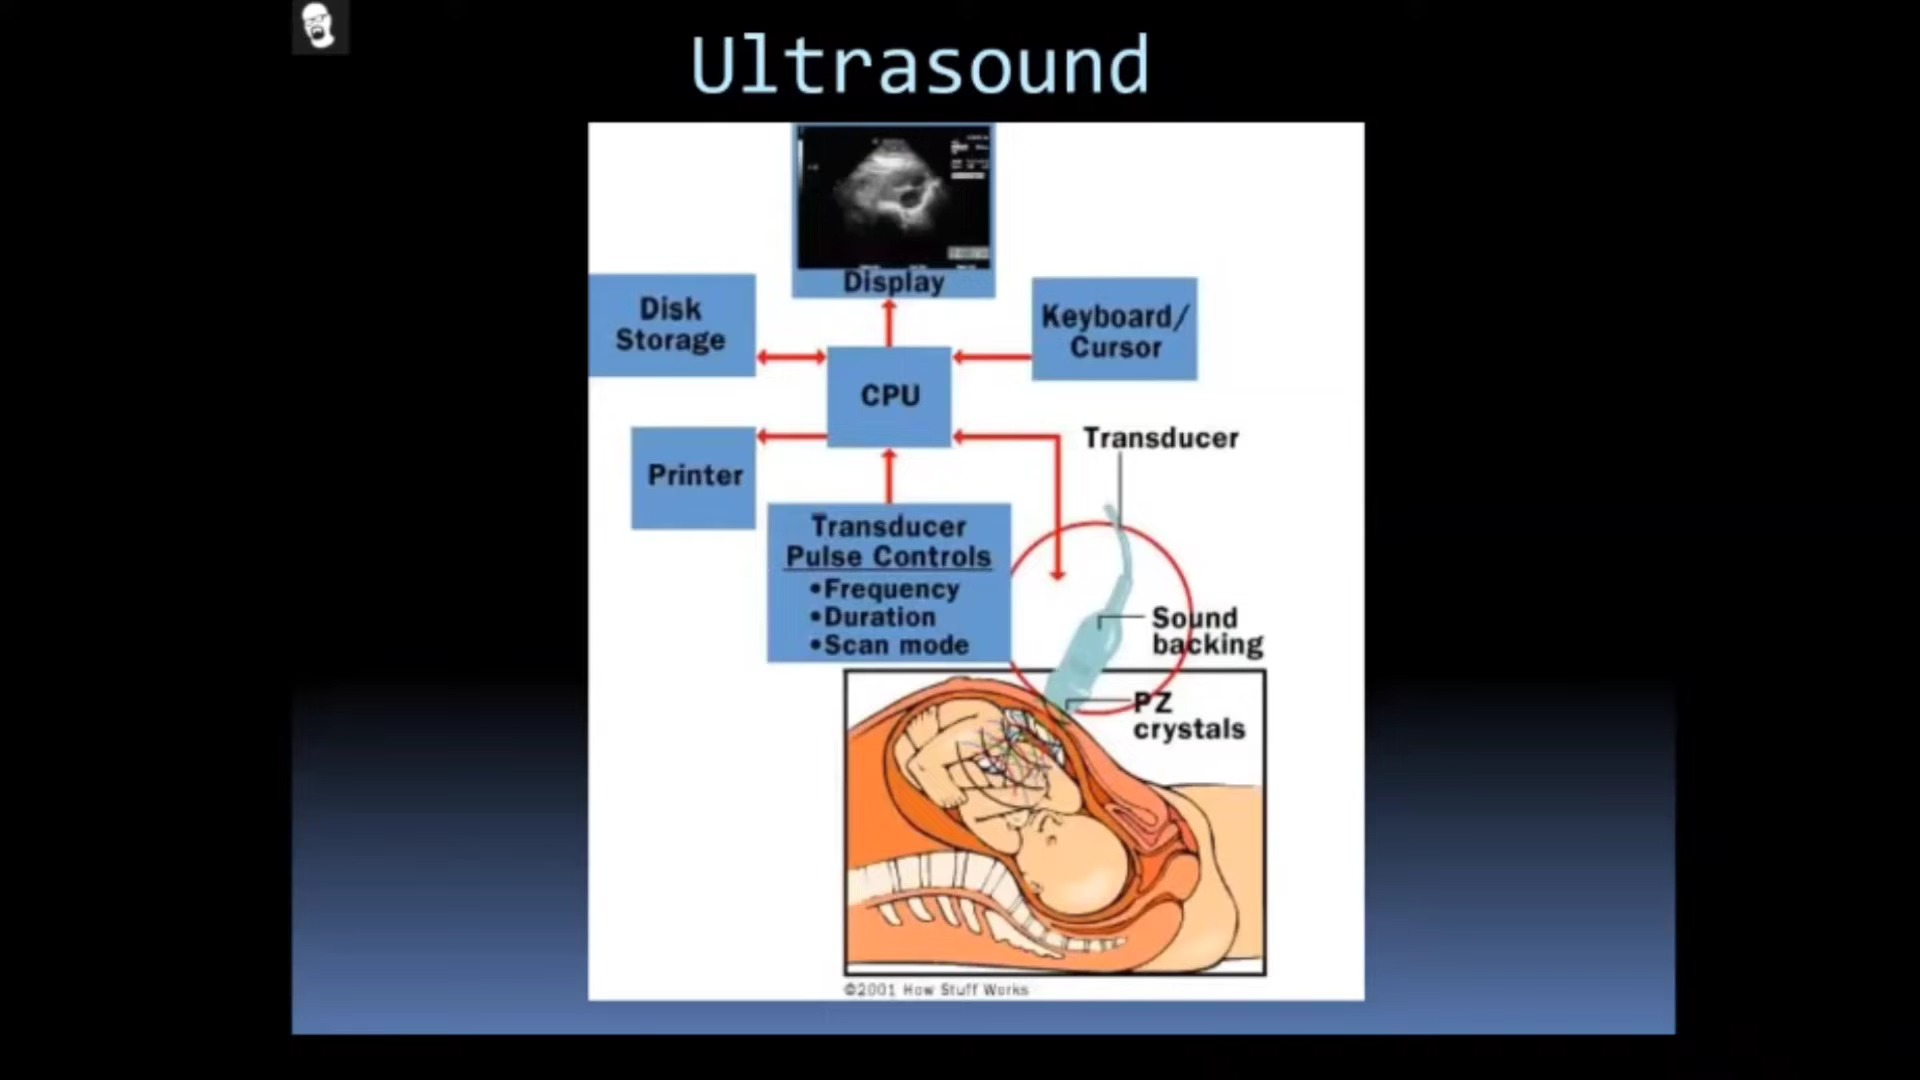 Ultrasound
Display
Disk
Storage
Keyboard/
Cursor
CPU
Transducer
Printer
Transducer
Pulse Controls
•Frequency
•Duration
•Scan mode
Sound
backing
PZ
crystals
©2001 How Stuff Works